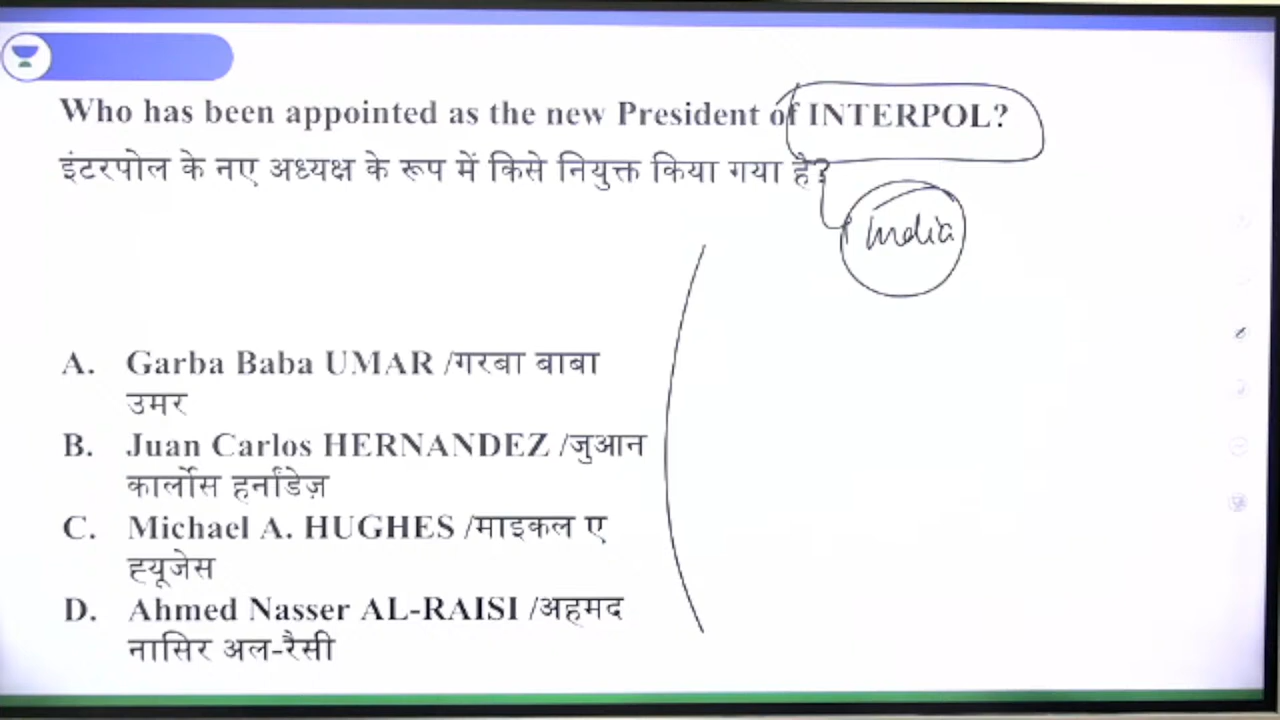 Who has been appointed as the new President of INTERPOL?
इंटरपोल के नए अध्यक्ष के रूप में किसे नियुक्त किया गया है?
India
A. Garba Baba UMAR /गरबा बाबा
उमर
B. Juan Carlos HERNANDEZ /जुआन
कार्लोस हर्नांडेज़
C. Michael A. HUGHES /माइकल ए
ह्यूजेस
D. Ahmed Nasser AL-RAISI /अहमद
नासिर अल-रैसी